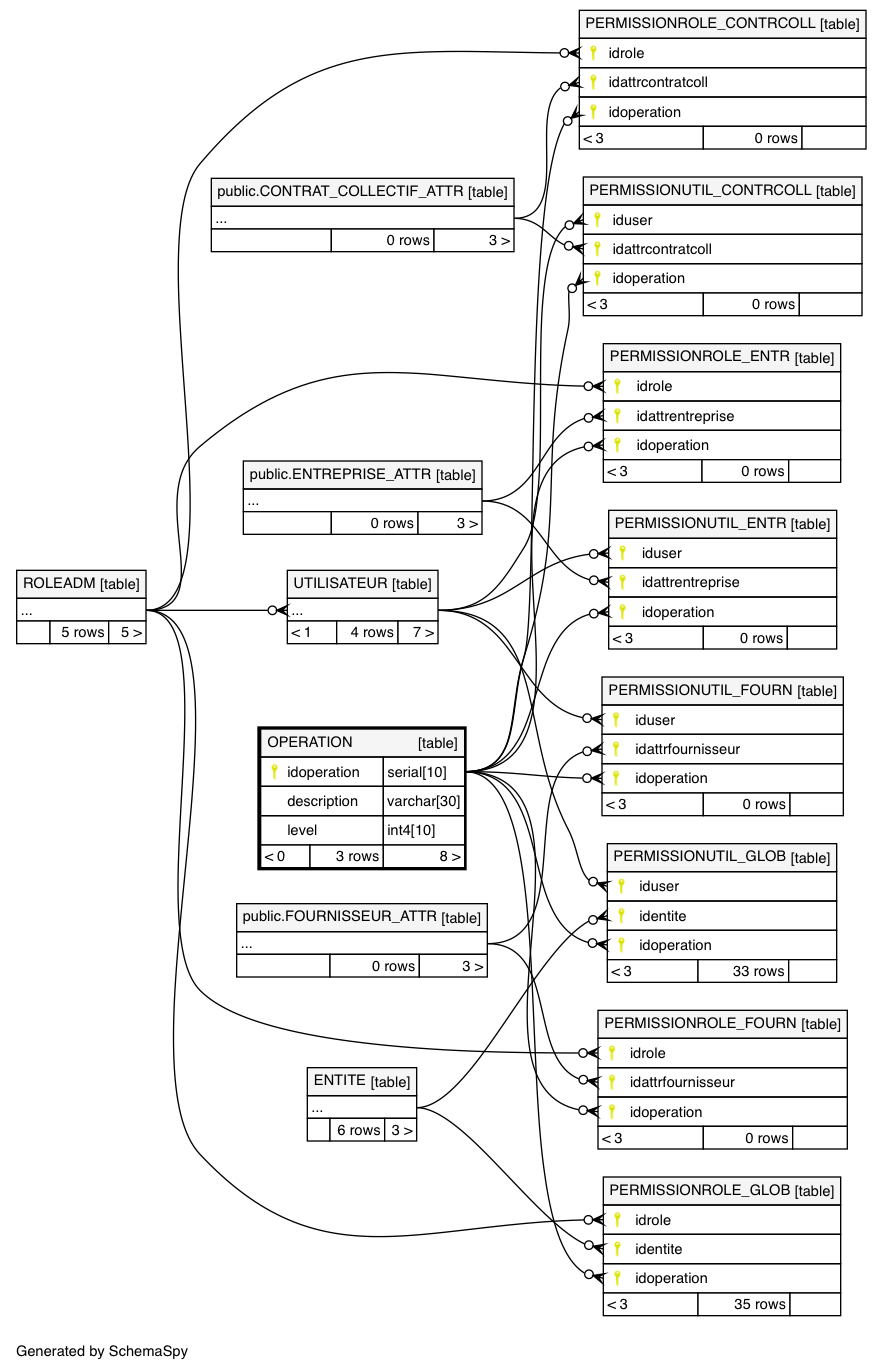 PERMISSIONROLE_CONTRCOLL [table]
idrole
idattrcontratcoll
idoperation
< 3 0 rows
public.CONTRAT_COLLECTIF_ATTR [table]
...
0 rows 3 >
PERMISSIONUTIL_CONTRCOLL [table]
iduser
idattrcontratcoll
idoperation
< 3 0 rows
PERMISSIONROLE_ENTR [table]
idrole
idattrentreprise
idoperation
< 3 0 rows
public.ENTREPRISE_ATTR [table]
...
0 rows 3 >
PERMISSIONUTIL_ENTR [table]
iduser
idattrentreprise
idoperation
< 3 0 rows
ROLEADM [table]
...
5 rows 5 >
UTILISATEUR [table]
...
< 1 4 rows 7 >
PERMISSIONUTIL_FOURN [table]
iduser
idattrfournisseur
idoperation
< 3 0 rows
OPERATION [table]
idoperation serial[10]
description varchar[30]
level int4[10]
< 0 3 rows 8 >
PERMISSIONUTIL_GLOB [table]
iduser
identite
idoperation
< 3 33 rows
public.FOURNISSEUR_ATTR [table]
...
0 rows 3 >
PERMISSIONROLE_FOURN [table]
idrole
idattrfournisseur
idoperation
< 3 0 rows
ENTITE [table]
...
6 rows 3 >
PERMISSIONROLE_GLOB [table]
idrole
identite
idoperation
< 3 35 rows
Generated by SchemaSpy